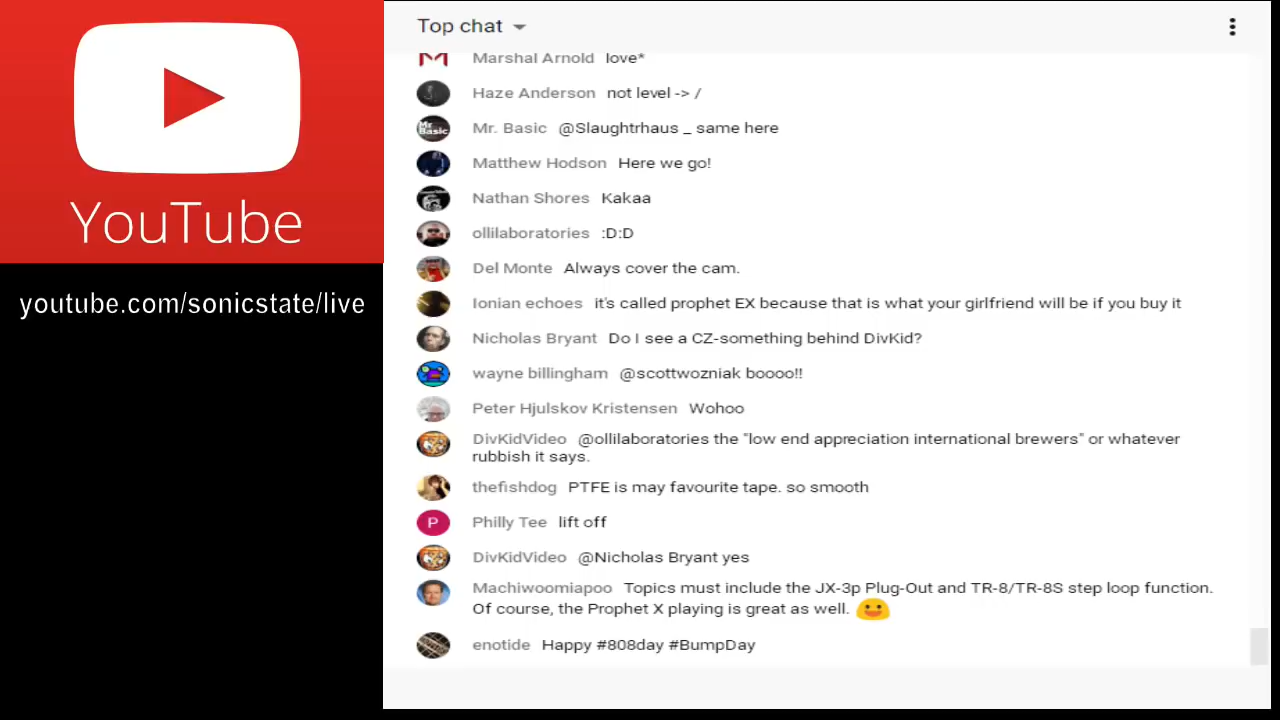 YouTube
youtube.com/sonicstate/live
Top chat
Marshal Arnold love*
Haze Anderson not level -> /
Mr. Basic @Slaughtrhaus _ same here
Matthew Hodson Here we go!
Nathan Shores Kakaa
ollilaboratories :D:D
Del Monte Always cover the cam.
Ionian echoes it's called prophet EX because that is what your girlfriend will be if you buy it
Nicholas Bryant Do I see a CZ-something behind DivKid?
wayne billingham @scottwozniak boooo!!
Peter Hjulskov Kristensen Wohoo
DivKidVideo @ollilaboratories the "low end appreciation international brewers" or whatever
rubbish it says.
thefishdog PTFE is may favourite tape. so smooth
P Philly Tee lift off
DivKidVideo @Nicholas Bryant yes
Machiwoomiapoo Topics must include the JX-3p Plug-Out and TR-8/TR-8S step loop function.
Of course, the Prophet X playing is great as well.
enotide Happy #808day #BumpDay